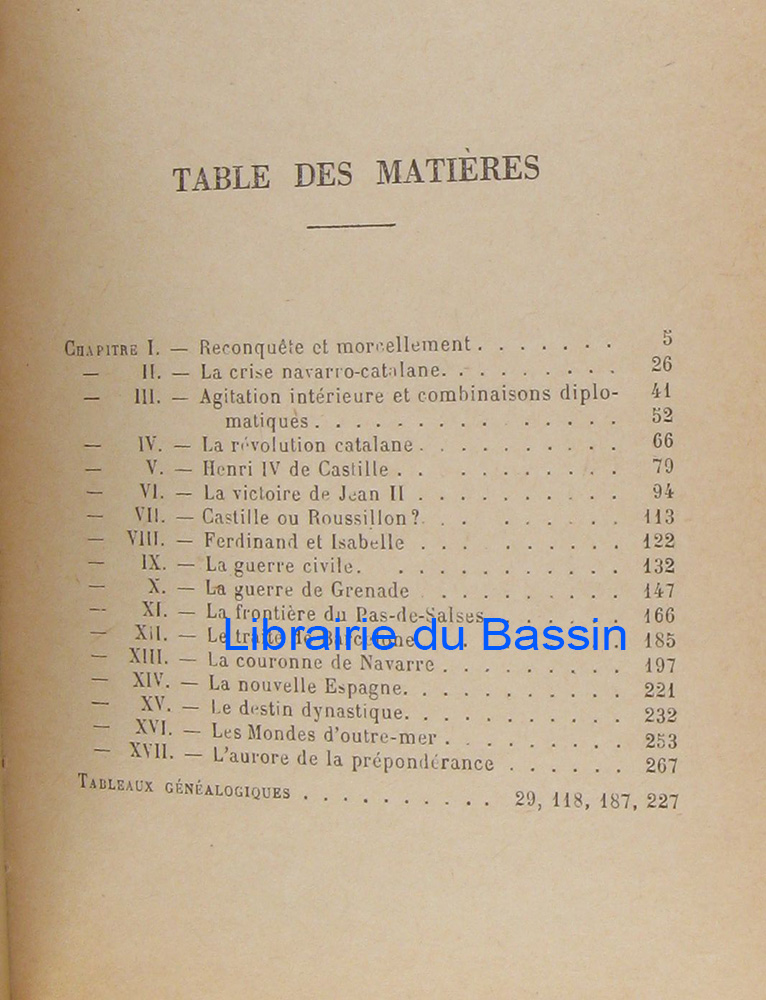 TABLE DES MATIÈRES
CHAPITRE I. — Reconquête et morcellement . . . . . . . 5
— II. — La crise navarro-catalane. . . . . . . . . 26
— III. — Agitation intérieure et combinaisons diplo- 41
matiques . . . . . . . . . . . . . . 52
— IV. — La révolution catalane . . . . . . . . . . 66
— V. — Henri IV de Castille . . . . . . . . . . . 79
— VI. — La victoire de Jean II . . . . . . . . . . 94
— VII. — Castille ou Roussillon ? . . . . . . . . . 113
— VIII. — Ferdinand et Isabelle . . . . . . . . . 122
— IX. — La guerre civile. . . . . . . . . . . . 132
— X. — La guerre de Grenade . . . . . . . . . 147
— XI. — La frontière du Pas-de-Salses . . . . . . 166
— XII. — Le traité de Barcelone . . . . . . . . 185
— XIII. — La couronne de Navarre . . . . . . . . . 197
— XIV. — La nouvelle Espagne. . . . . . . . . . . 221
— XV. — Le destin dynastique. . . . . . . . . . . 232
— XVI. — Les Mondes d'outre-mer . . . . . . . . . 253
— XVII. — L'aurore de la prépondérance . . . . . . 267
TABLEAUX GÉNÉALOGIQUES . . . . . . . . . . 29, 118, 187, 227
Librairie du Bassin